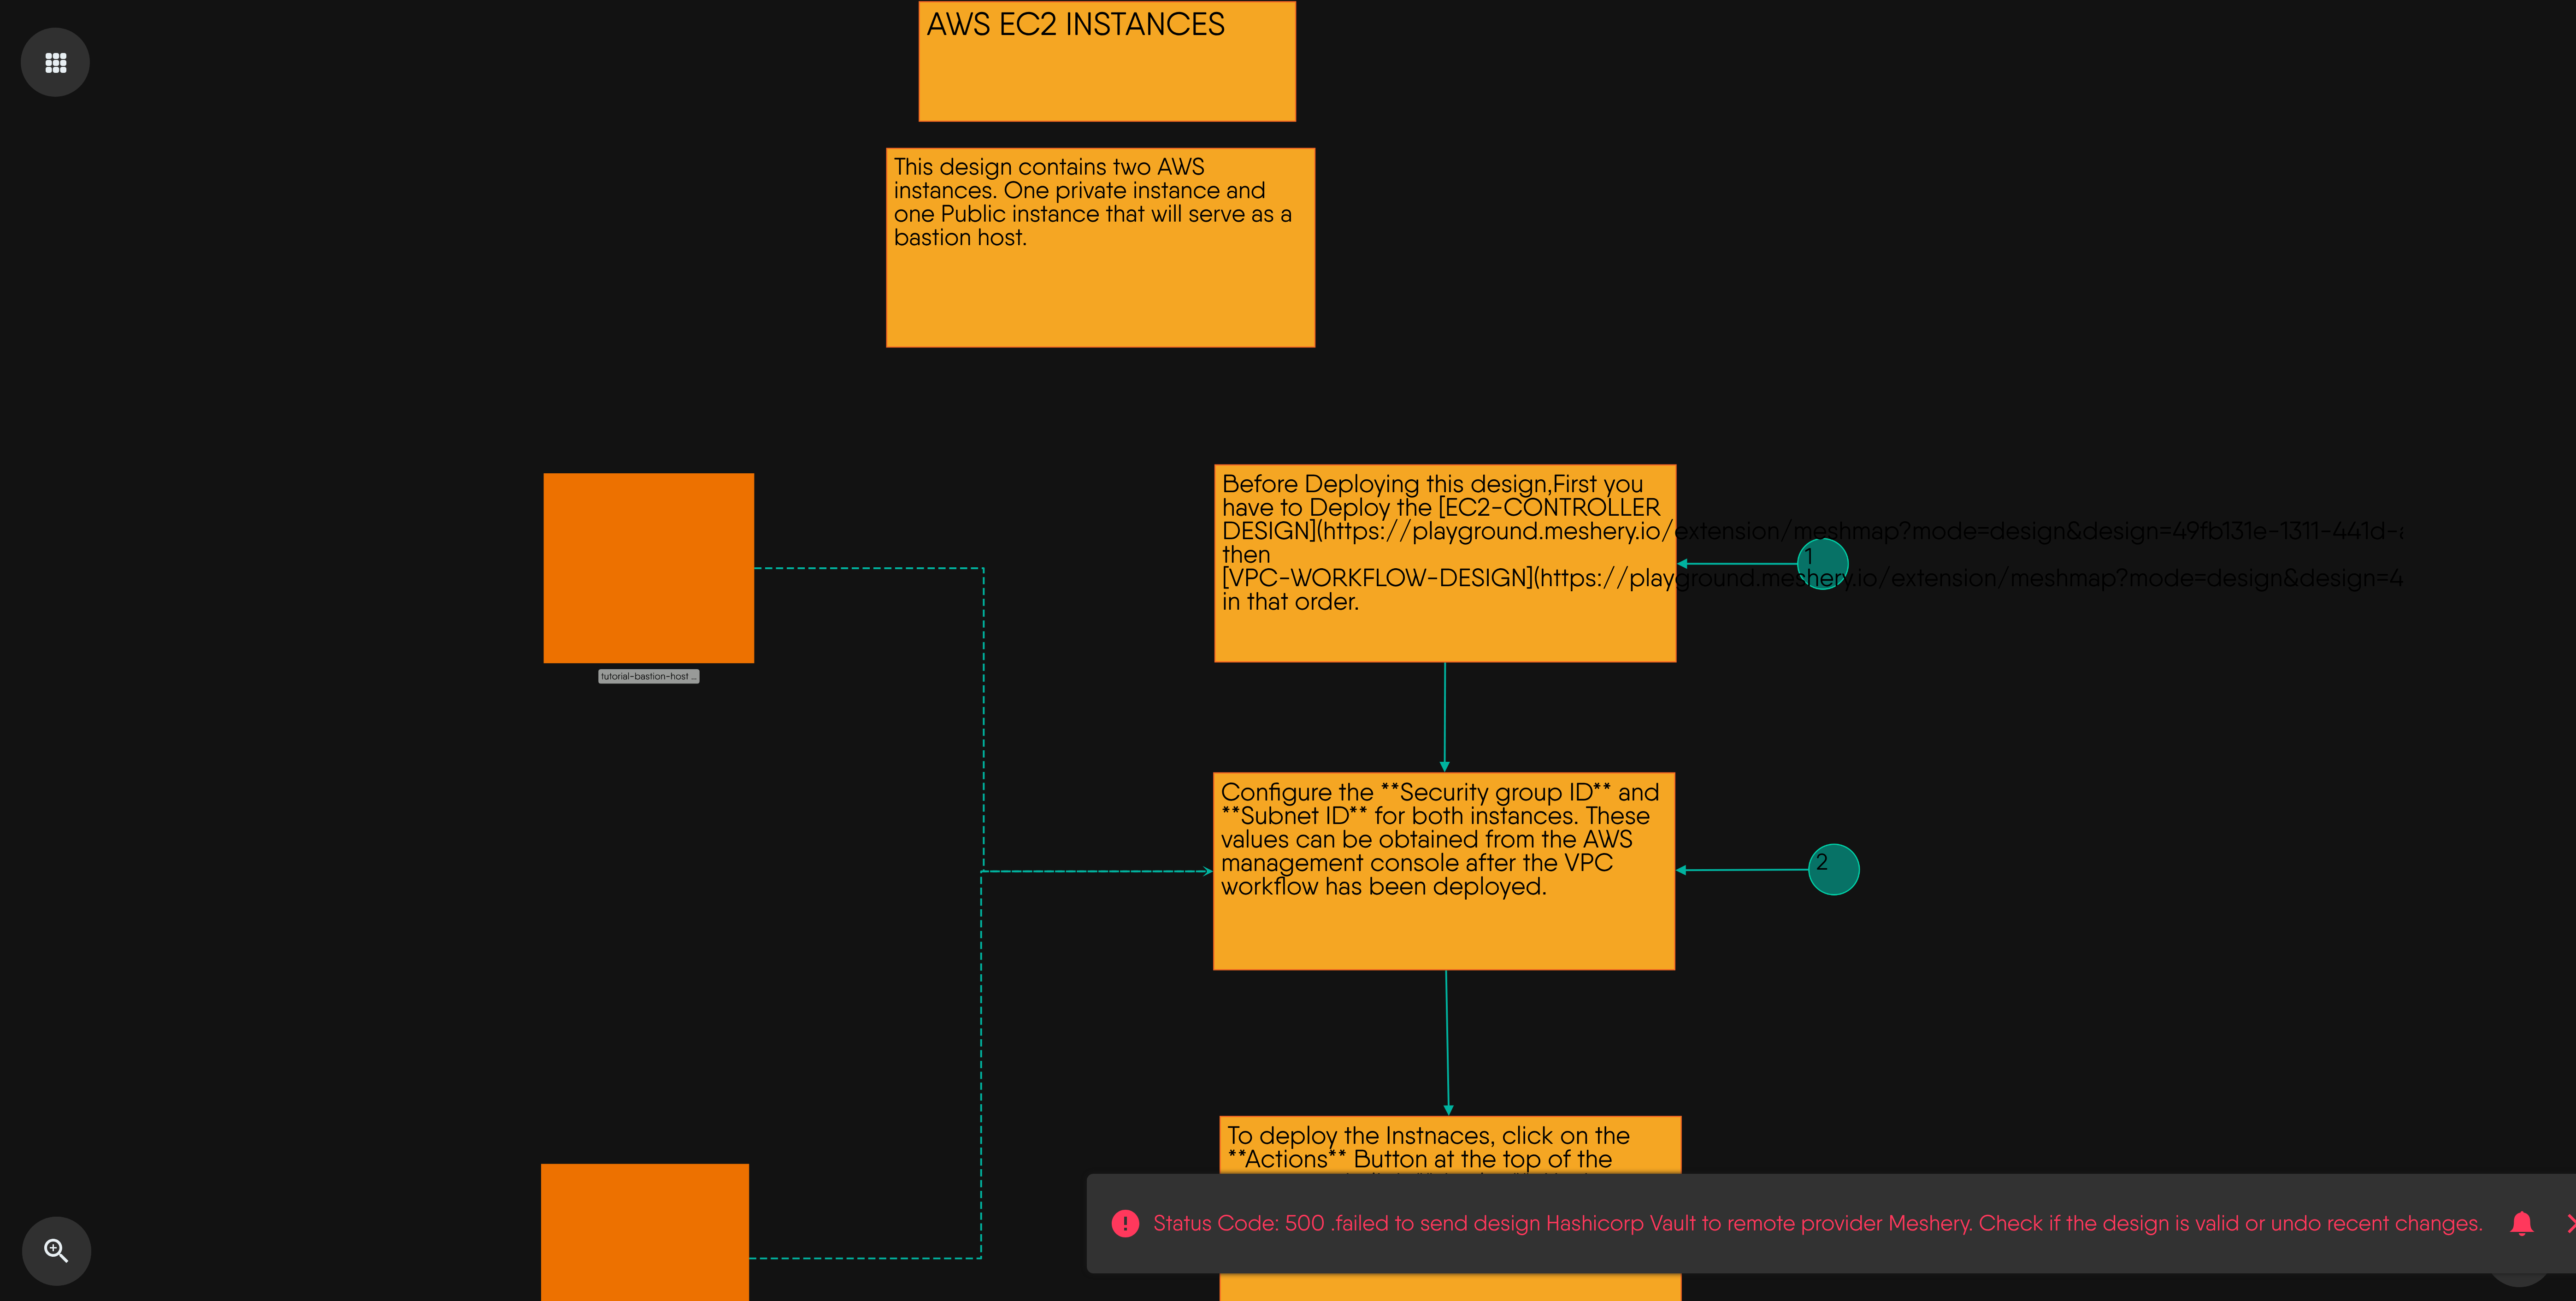 AWS EC2 INSTANCES
This design contains two AWS
instances. One private instance and
one Public instance that will serve as a
bastion host.
Before Deploying this design,First you
have to Deploy the [EC2-CONTROLLER
DESIGN](https://playground.meshery.io/extension/meshmap?mode=design&design=49fb131e-1311-441d-
then
[VPC-WORKFLOW-DESIGN](https://playground.meshery.io/extension/meshmap?mode=design&design=4
in that order.
1
tutorial-bastion-host ...
Configure the **Security group ID** and
**Subnet ID** for both instances. These
values can be obtained from the AWS
management console after the VPC
workflow has been deployed.
2
To deploy the Instnaces, click on the
**Actions** Button at the top of the
Status Code: 500 .failed to send design Hashicorp Vault to remote provider Meshery. Check if the design is valid or undo recent changes.